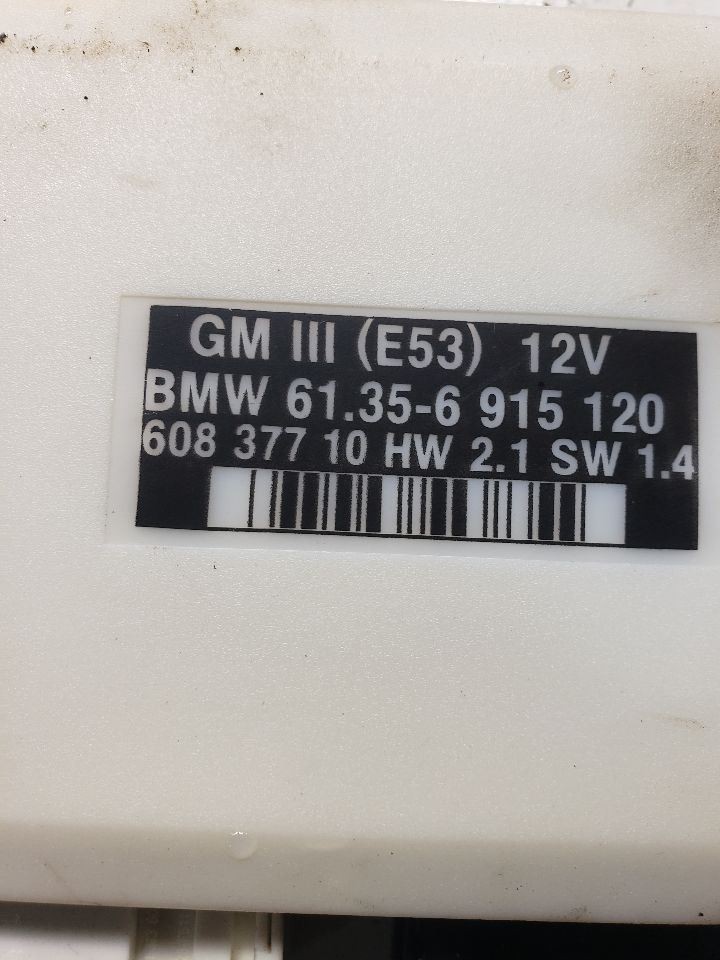 GM III (E53) 12V
BMW 61.35-6 915 120
608 377 10 HW 2.1 SW 1.4